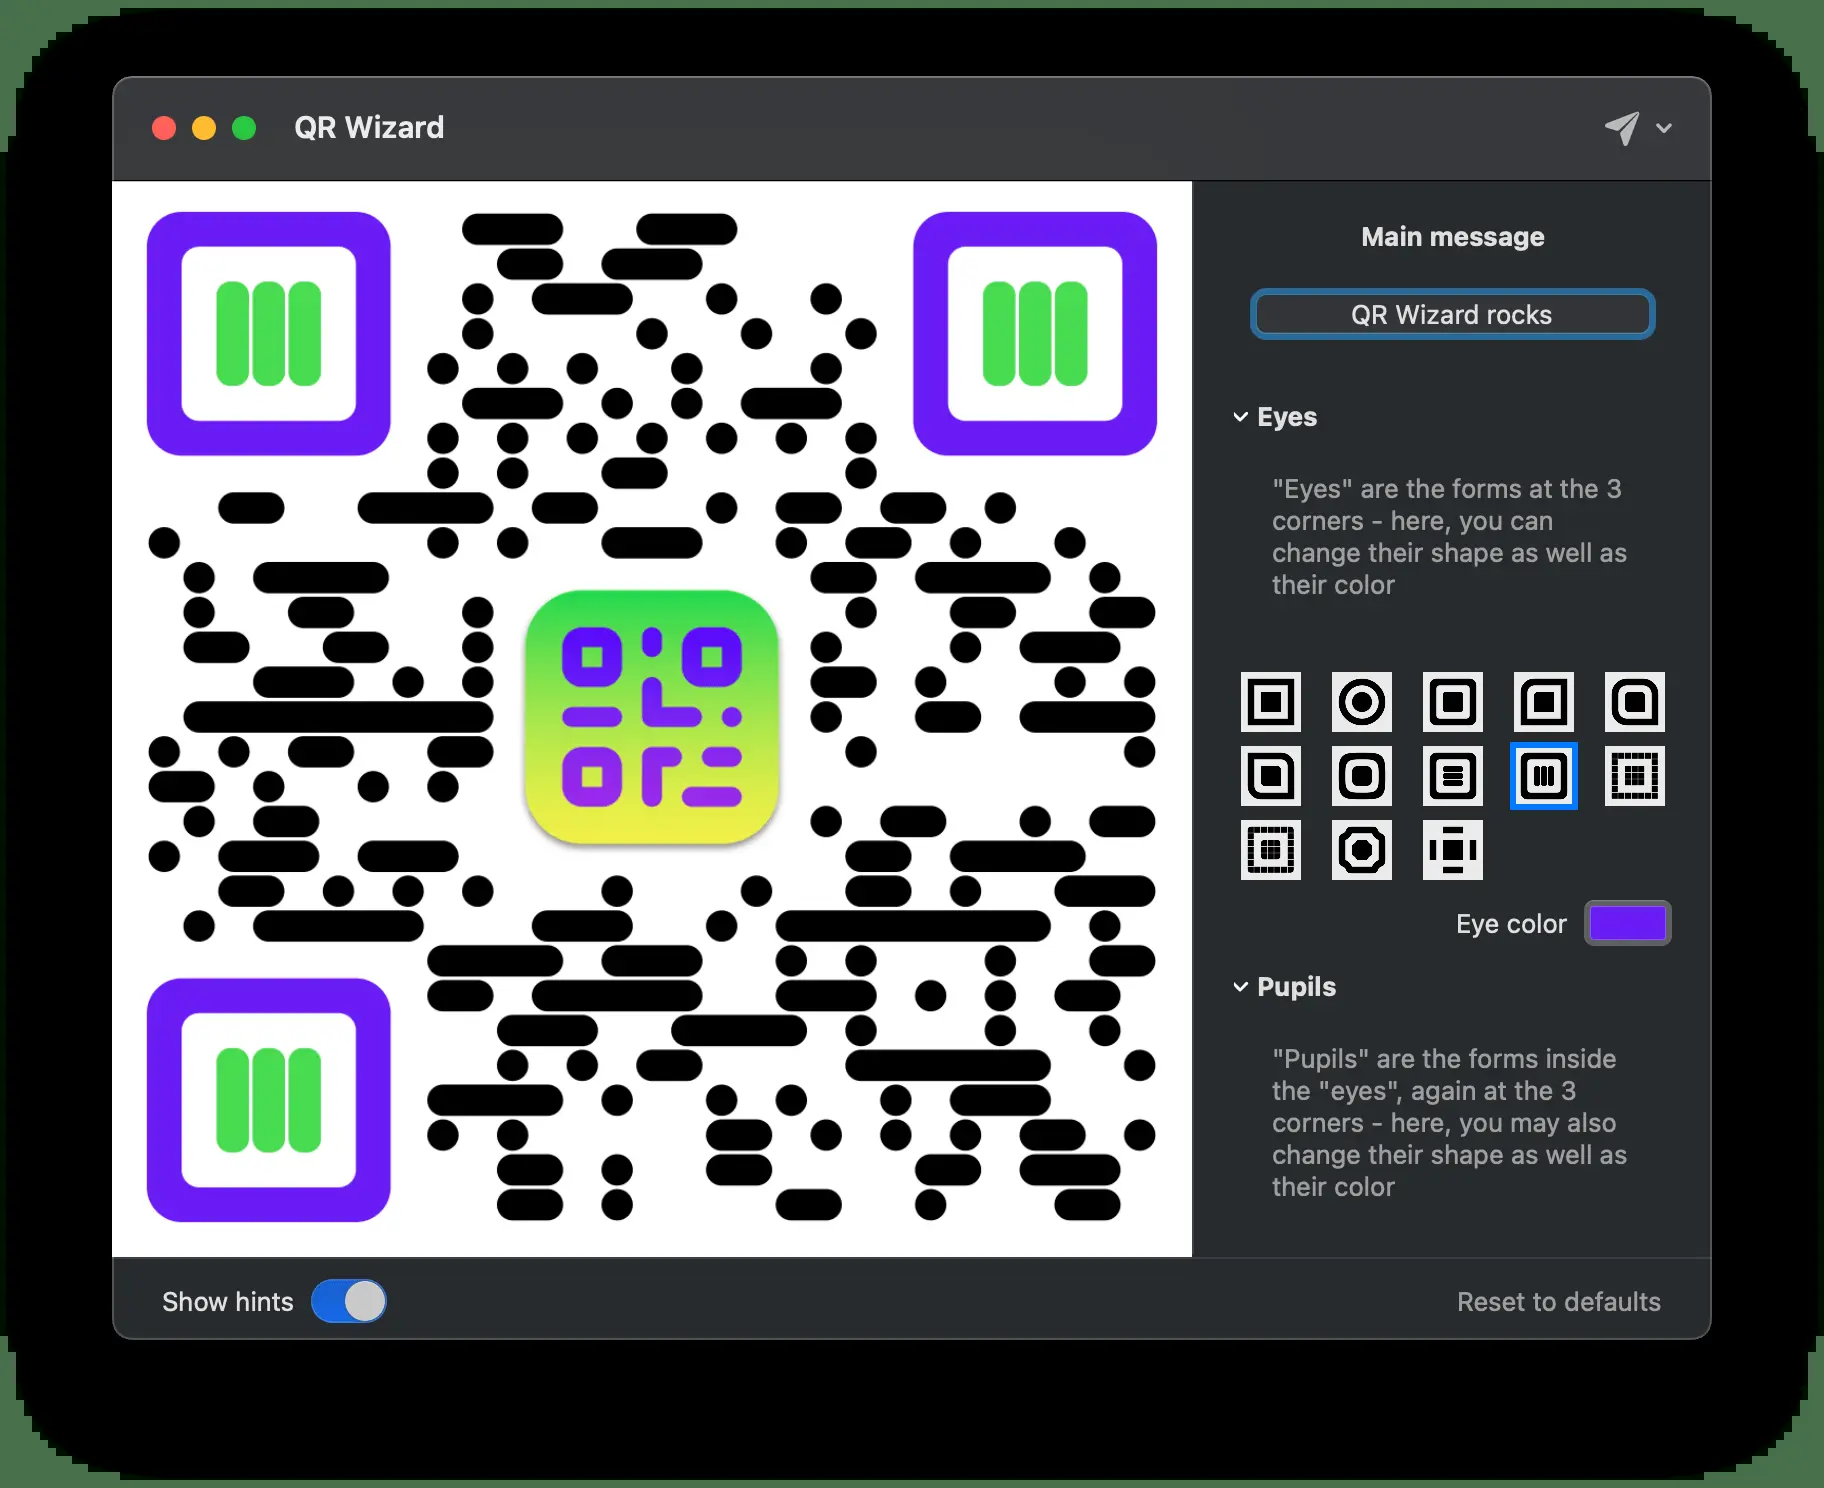 QR Wizard
Main message
QR Wizard rocks
Eyes
"Eyes" are the forms at the 3
corners - here, you can
change their shape as well as
their color
Eye color
Pupils
"Pupils" are the forms inside
the "eyes", again at the 3
corners - here, you may also
change their shape as well as
their color
Show hints
Reset to defaults